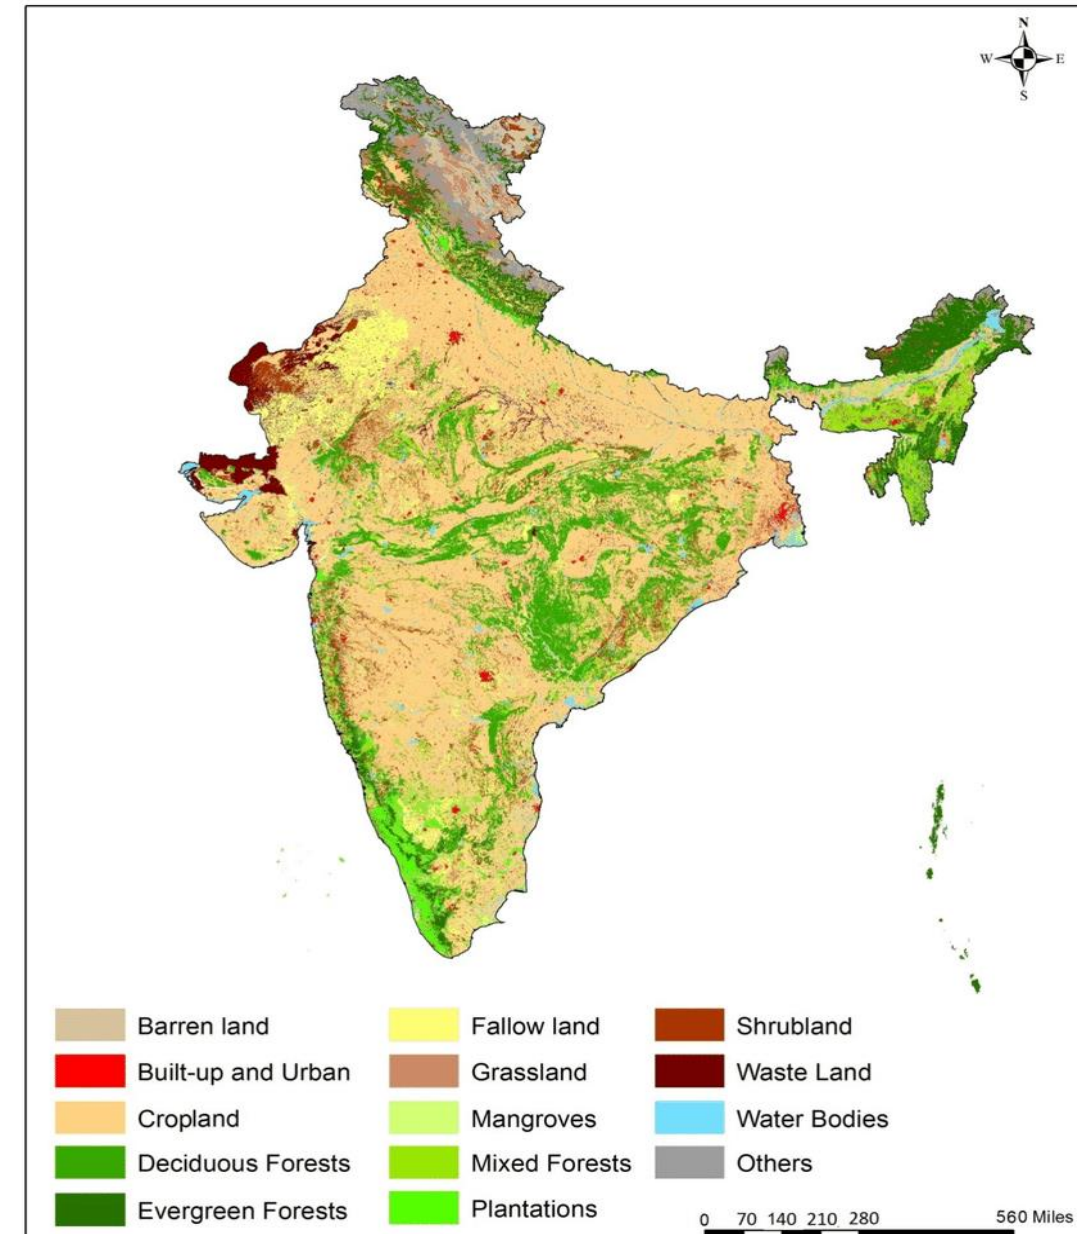 N
W E
S
Barren land
Built-up and Urban
Cropland
Deciduous Forests
Evergreen Forests
Fallow land
Grassland
Mangroves
Mixed Forests
Plantations
Shrubland
Waste Land
Water Bodies
Others
0 70 140 210 280 560 Miles